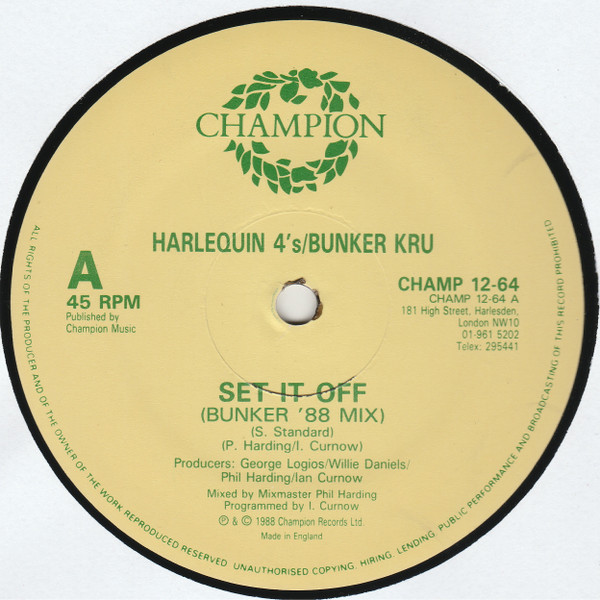 CHAMPION
HARLEQUIN 4's/BUNKER KRU
A
45 RPM
Published by
Champion Music
CHAMP 12-64
CHAMP 12-64 A
181 High Street, Harlesden,
London NW10
01-961 5202
Telex: 295441
SET IT OFF
(BUNKER '88 MIX)
(S. Standard)
(P. Harding/I. Curnow)
Producers: George Logios/Willie Daniels/
Phil Harding/Ian Curnow
Mixed by Mixmaster Phil Harding
Programmed by I. Curnow
℗ & © 1988 Champion Records Ltd.
Made in England
ALL RIGHTS OF THE PRODUCER AND OF THE OWNER OF THE WORK REPRODUCED RESERVED. UNAUTHORISED COPYING, HIRING, LENDING, PUBLIC PERFORMANCE AND BROADCASTING OF THIS RECORD PROHIBITED